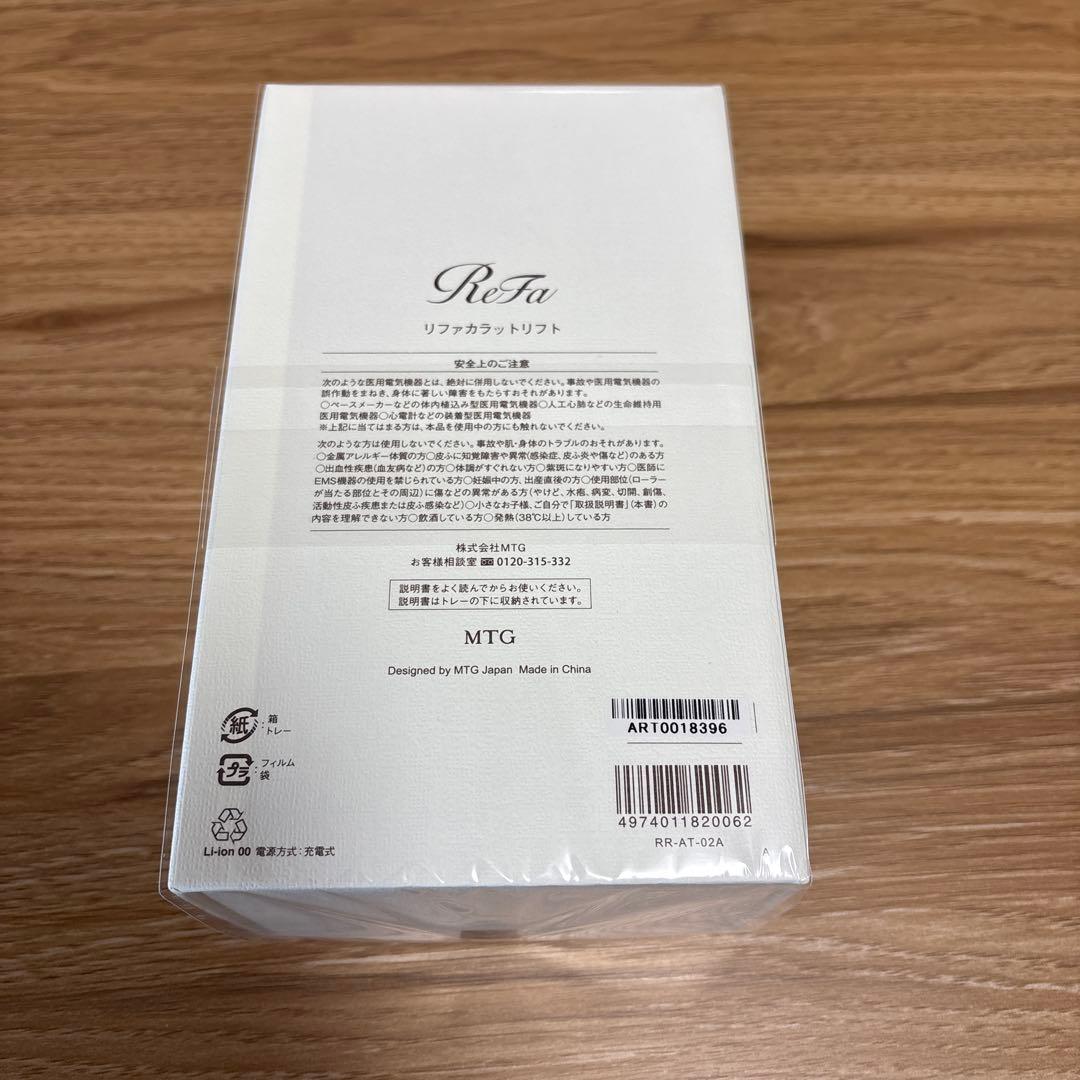 ReFa
リファカラットリフト
安全上のご注意
次のような医用電気機器とは、絶対に併用しないでください。事故や医用電気機器の
誤作動をまねき、身体に著しい障害をもたらすおそれがあります。
○ペースメーカーなどの体内植込み型医用電気機器○人工心肺などの生命維持用
医用電気機器○心電計などの装着型医用電気機器
※上記に当てはまる方は、本品を使用中の方にも触れないでください。
次のような方は使用しないでください。事故や肌・身体のトラブルのおそれがあります。
○金属アレルギー体質の方○皮ふに知覚障害や異常(感染症、皮ふ炎や傷など)のある方
○出血性疾患(血友病など)の方○体調がすぐれない方○紫斑になりやすい方○医師に
EMS機器の使用を禁じられている方○妊娠中の方、出産直後の方○使用部位(ローラー
が当たる部位とその周辺)に傷などの異常がある方(やけど、水疱、病変、切開、創傷、
活動性皮ふ疾患または皮ふ感染など)○小さなお子様、ご自分で「取扱説明書」(本書)の
内容を理解できない方○飲酒している方○発熱(38℃以上)している方
株式会社MTG
お客様相談室 0120-315-332
説明書をよく読んでからお使いください。
説明書はトレーの下に収納されています。
MTG
Designed by MTG Japan Made in China
紙:箱
トレー
プラ:フィルム
袋
Li-ion 00 電源方式:充電式
ART0018396
4974011820062
RR-AT-02A
A